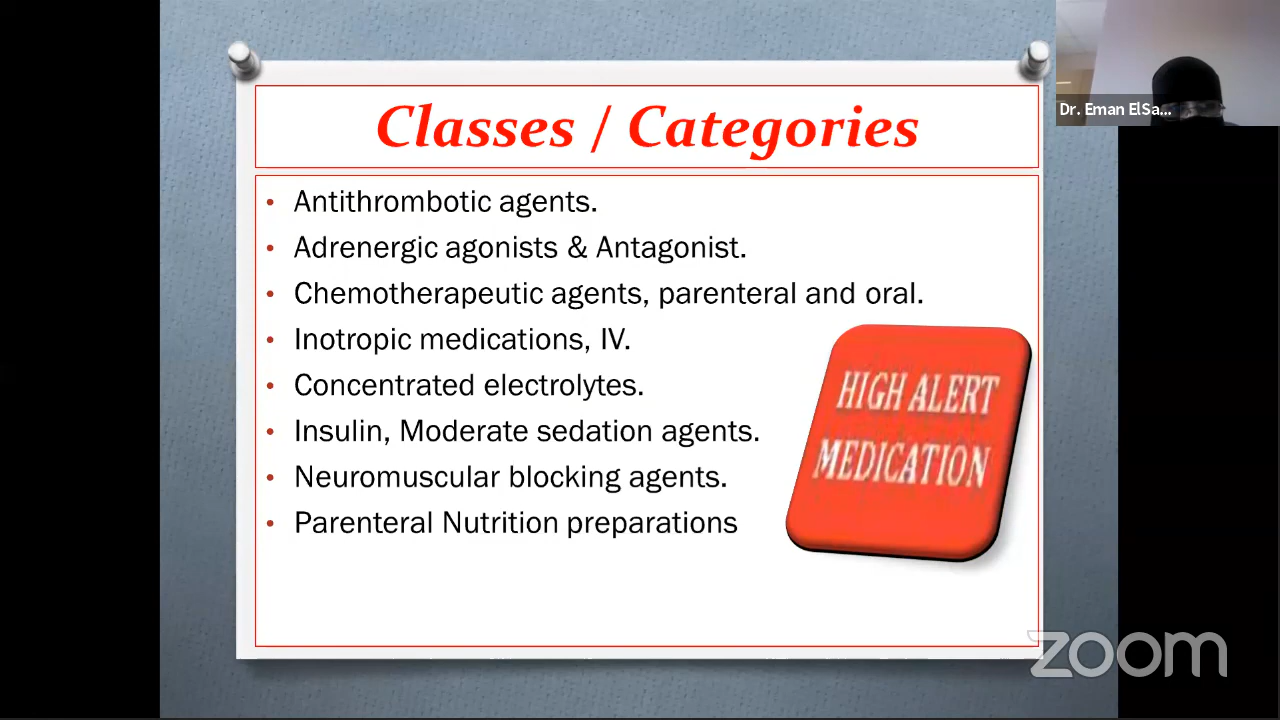 Classes / Categories
• Antithrombotic agents.
• Adrenergic agonists & Antagonist.
• Chemotherapeutic agents, parenteral and oral.
• Inotropic medications, IV.
• Concentrated electrolytes.
• Insulin, Moderate sedation agents.
• Neuromuscular blocking agents.
• Parenteral Nutrition preparations
HIGH ALERT
MEDICATION
Dr. Eman ElSa...
zoom